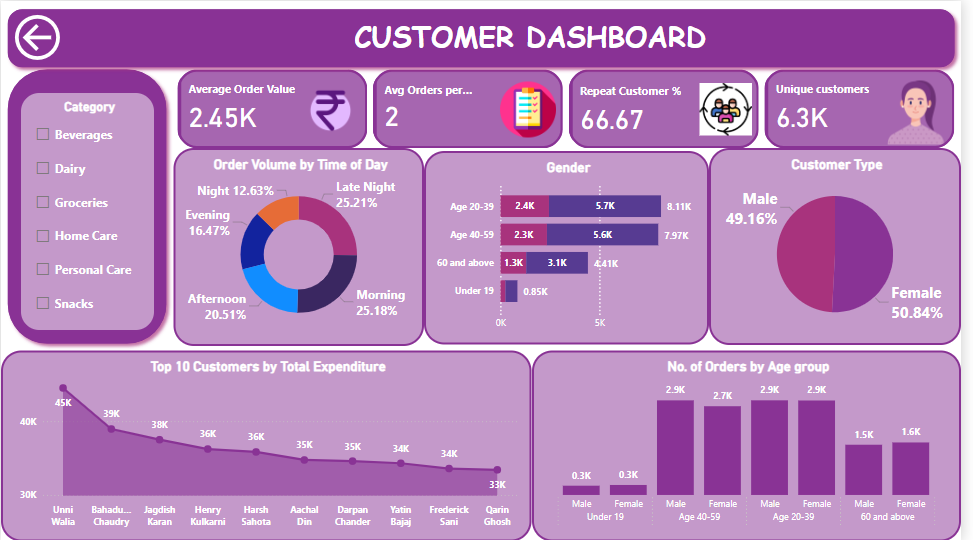 CUSTOMER DASHBOARD
Category
Beverages
Dairy
Groceries
Home Care
Personal Care
Snacks
Average Order Value
2.45K
Avg Orders per...
2
Repeat Customer %
66.67
Unique customers
6.3K
Order Volume by Time of Day
Night 12.63%
Late Night
25.21%
Evening
16.47%
Afternoon
20.51%
Morning
25.18%
Gender
Age 20-39
2.4K
5.7K
8.11K
Age 40-59
2.3K
5.6K
7.97K
60 and above
1.3K
3.1K
4.41K
Under 19
0.85K
0K
5K
Customer Type
Male
49.16%
Female
50.84%
Top 10 Customers by Total Expenditure
40K
30K
45K
39K
38K
36K
36K
35K
35K
34K
34K
33K
Unni
Walia
Bahadu...
Chaudry
Jagdish
Karan
Henry
Kulkarni
Harsh
Sahota
Aachal
Din
Darpan
Chander
Yatin
Bajaj
Frederick
Sani
Qarin
Ghosh
No. of Orders by Age group
0.3K
0.3K
2.9K
2.7K
2.9K
2.9K
1.5K
1.6K
Male
Female
Male
Female
Male
Female
Male
Female
Under 19
Age 40-59
Age 20-39
60 and above